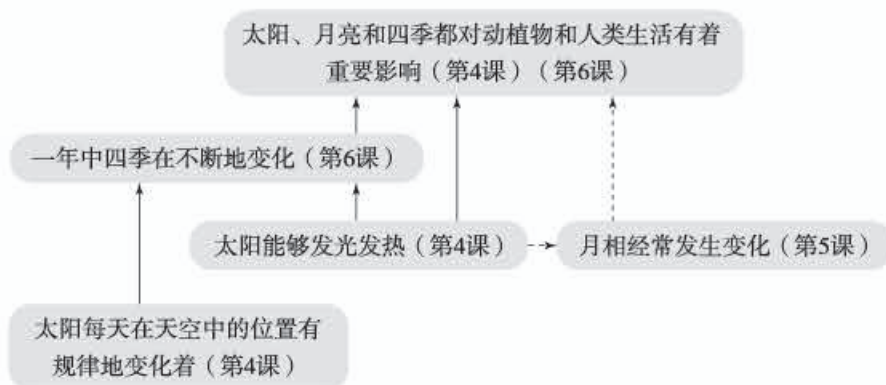 太阳、月亮和四季都对动植物和人类生活有着
重要影响（第4课）（第6课）
一年中四季在不断地变化（第6课）
太阳能够发光发热（第4课）
月相经常发生变化（第5课）
太阳每天在天空中的位置有
规律地变化着（第4课）